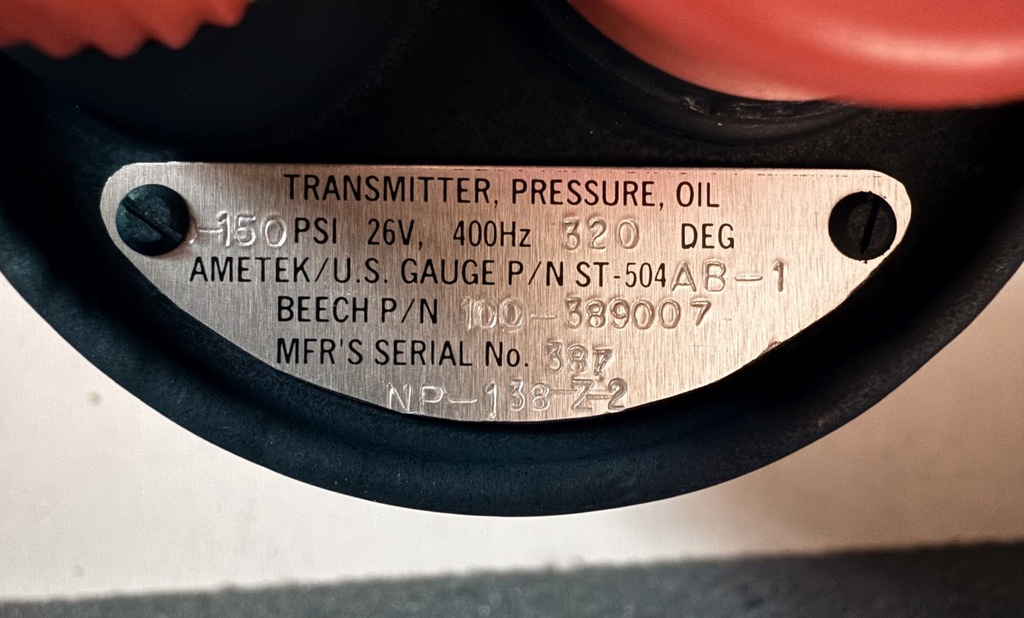 TRANSMITTER, PRESSURE, OIL
-150 PSI 26V, 400Hz 320 DEG
AMETEK/U.S. GAUGE P/N ST-504AB-1
BEECH P/N 100-389007
MFR'S SERIAL No. 387
NP-138-Z-2